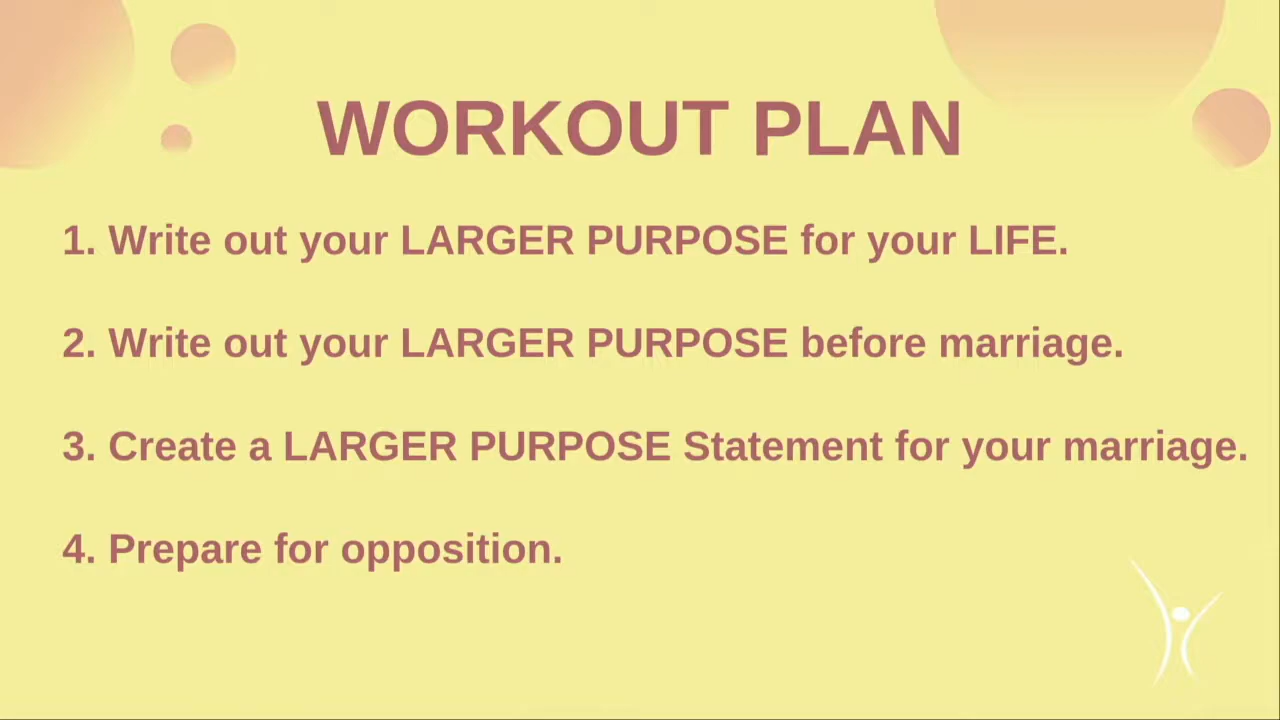 WORKOUT PLAN
1. Write out your LARGER PURPOSE for your LIFE.
2. Write out your LARGER PURPOSE before marriage.
3. Create a LARGER PURPOSE Statement for your marriage.
4. Prepare for opposition.